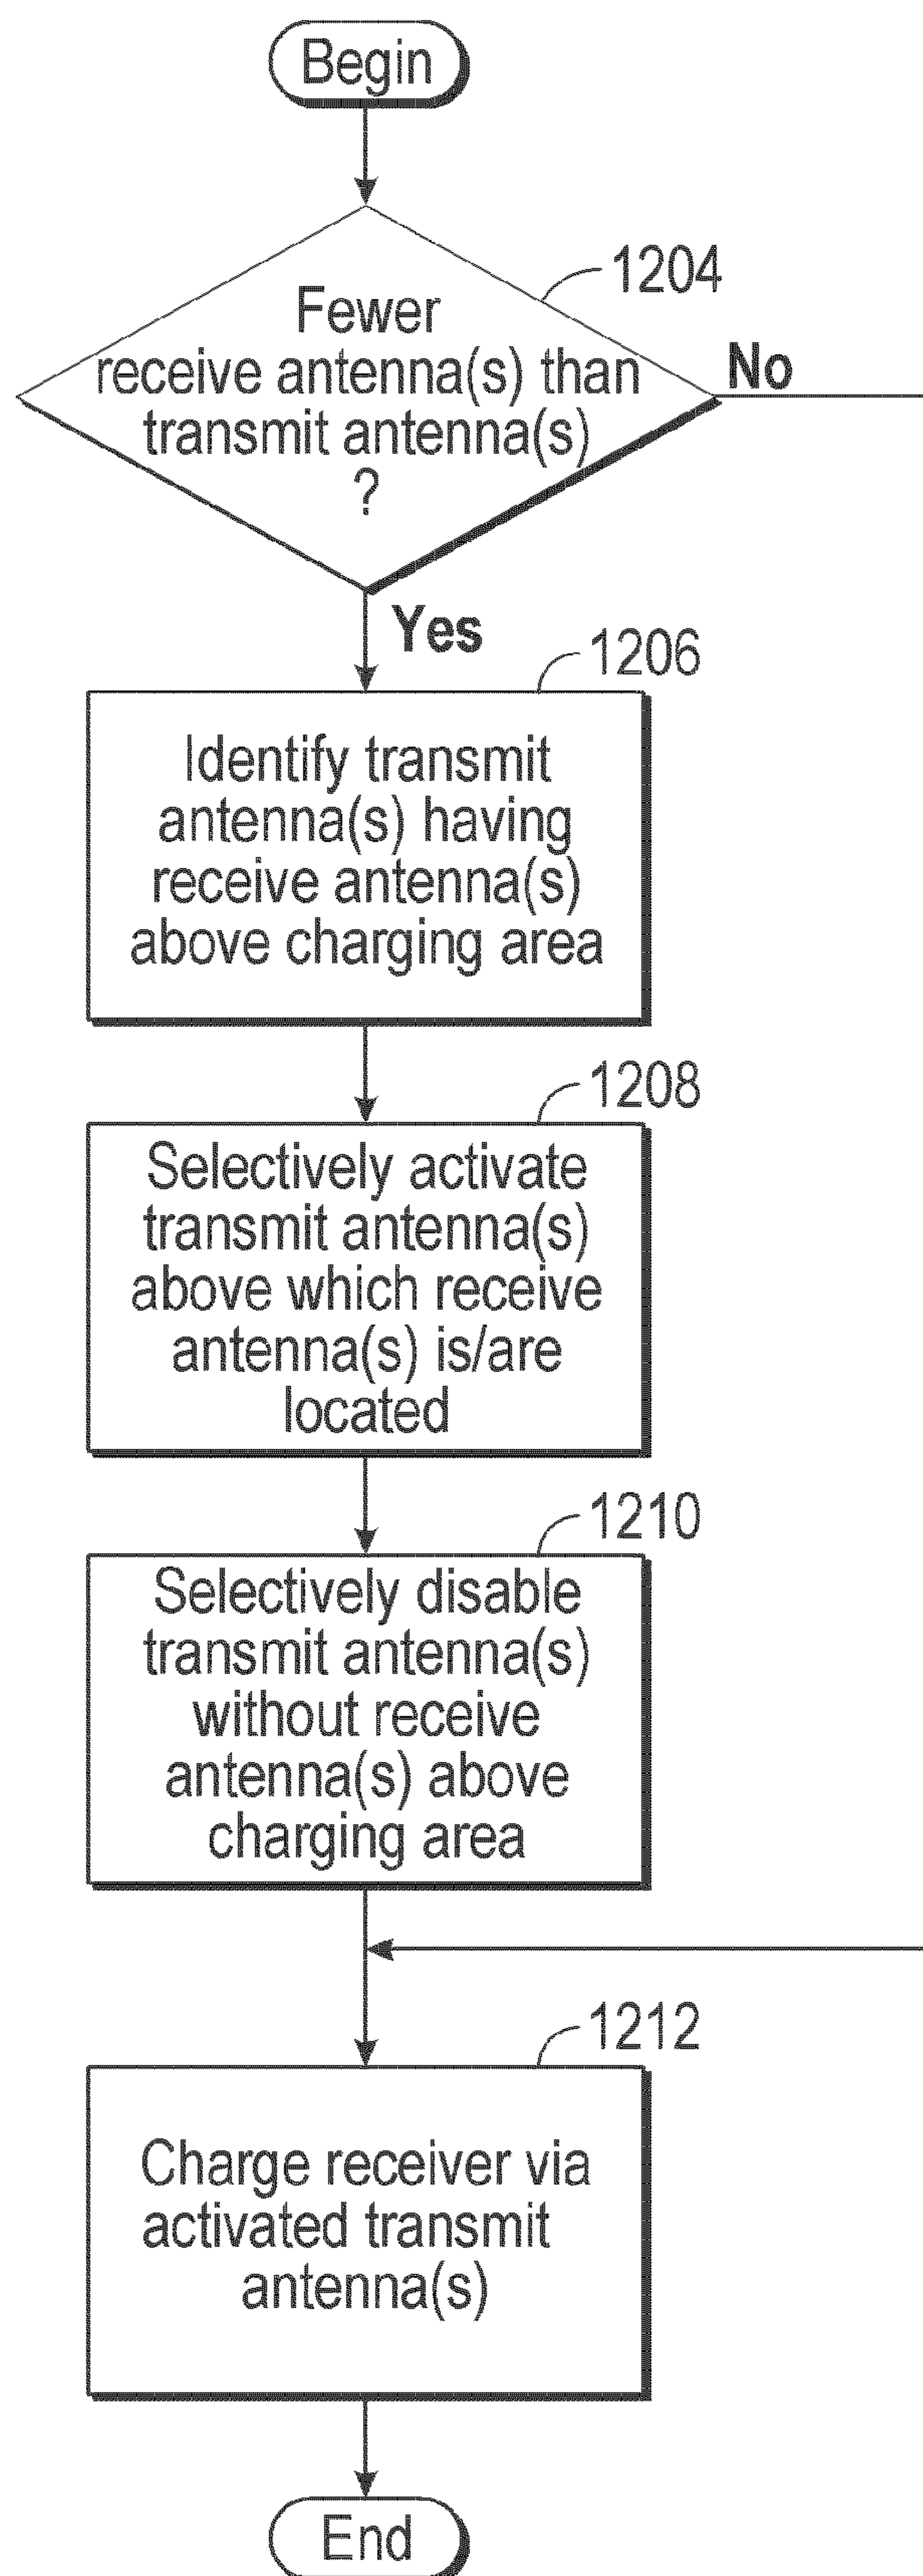 Begin
1204
Fewer
receive antenna(s) than
transmit antenna(s)
?
No
Yes
1206
Identify transmit
antenna(s) having
receive antenna(s)
above charging area
1208
Selectively activate
transmit antenna(s)
above which receive
antenna(s) is/are
located
1210
Selectively disable
transmit antenna(s)
without receive
antenna(s) above
charging area
1212
Charge receiver via
activated transmit
antenna(s)
End